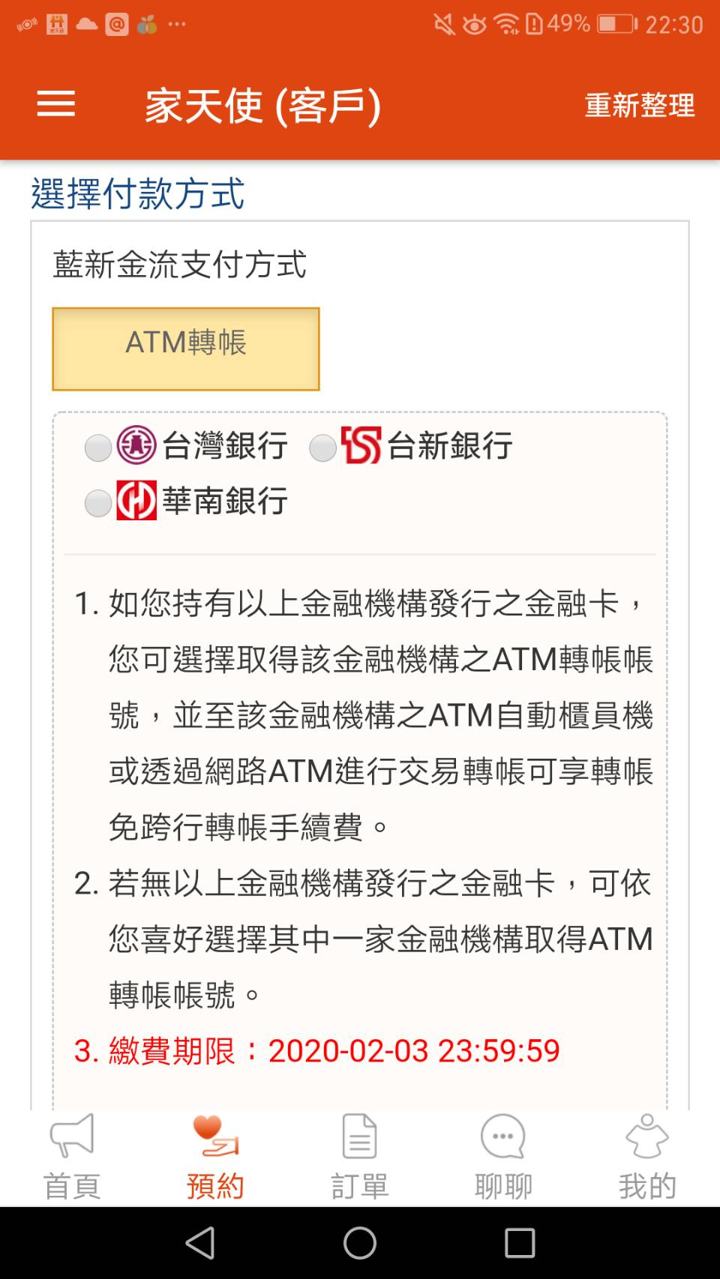 49% 22:30
家天使 (客戶)
重新整理
選擇付款方式
藍新金流支付方式
ATM轉帳
台灣銀行 台新銀行
華南銀行
1. 如您持有以上金融機構發行之金融卡，
您可選擇取得該金融機構之ATM轉帳帳
號，並至該金融機構之ATM自動櫃員機
或透過網路ATM進行交易轉帳可享轉帳
免跨行轉帳手續費。
2. 若無以上金融機構發行之金融卡，可依
您喜好選擇其中一家金融機構取得ATM
轉帳帳號。
3. 繳費期限：2020-02-03 23:59:59
首頁 預約 訂單 聊聊 我的